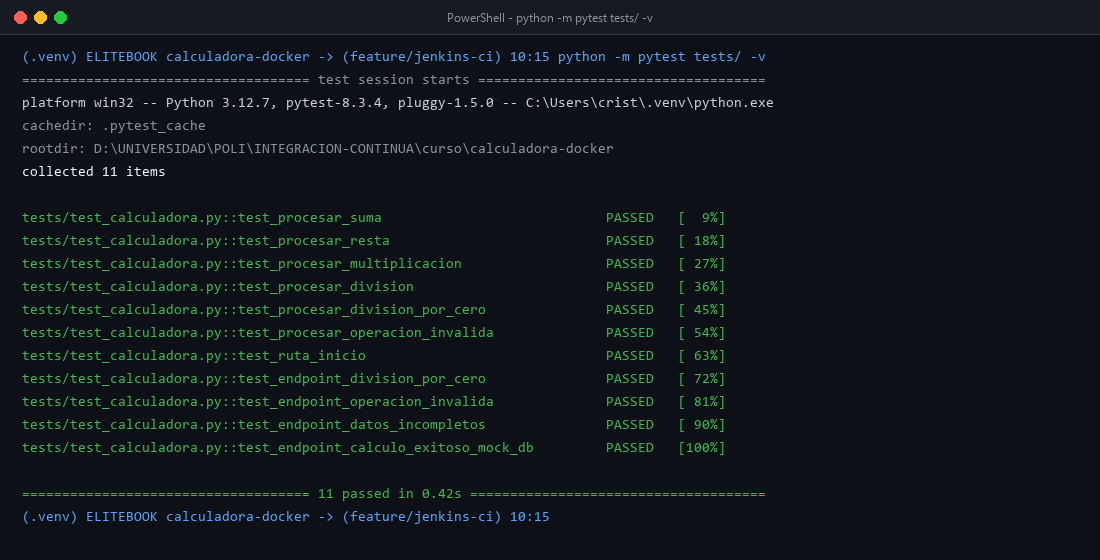 PowerShell - python -m pytest tests/ -v
(.venv) ELITEBOOK calculadora-docker -> (feature/jenkins-ci) 10:15 python -m pytest tests/ -v
==================================== test session starts ====================================
platform win32 -- Python 3.12.7, pytest-8.3.4, pluggy-1.5.0 -- C:\Users\crist\.venv\python.exe
cachedir: .pytest_cache
rootdir: D:\UNIVERSIDAD\POLI\INTEGRACION-CONTINUA\curso\calculadora-docker
collected 11 items
tests/test_calculadora.py::test_procesar_suma PASSED [  9%]
tests/test_calculadora.py::test_procesar_resta PASSED [ 18%]
tests/test_calculadora.py::test_procesar_multiplicacion PASSED [ 27%]
tests/test_calculadora.py::test_procesar_division PASSED [ 36%]
tests/test_calculadora.py::test_procesar_division_por_cero PASSED [ 45%]
tests/test_calculadora.py::test_procesar_operacion_invalida PASSED [ 54%]
tests/test_calculadora.py::test_ruta_inicio PASSED [ 63%]
tests/test_calculadora.py::test_endpoint_division_por_cero PASSED [ 72%]
tests/test_calculadora.py::test_endpoint_operacion_invalida PASSED [ 81%]
tests/test_calculadora.py::test_endpoint_datos_incompletos PASSED [ 90%]
tests/test_calculadora.py::test_endpoint_calculo_exitoso_mock_db PASSED [100%]
==================================== 11 passed in 0.42s =====================================
(.venv) ELITEBOOK calculadora-docker -> (feature/jenkins-ci) 10:15